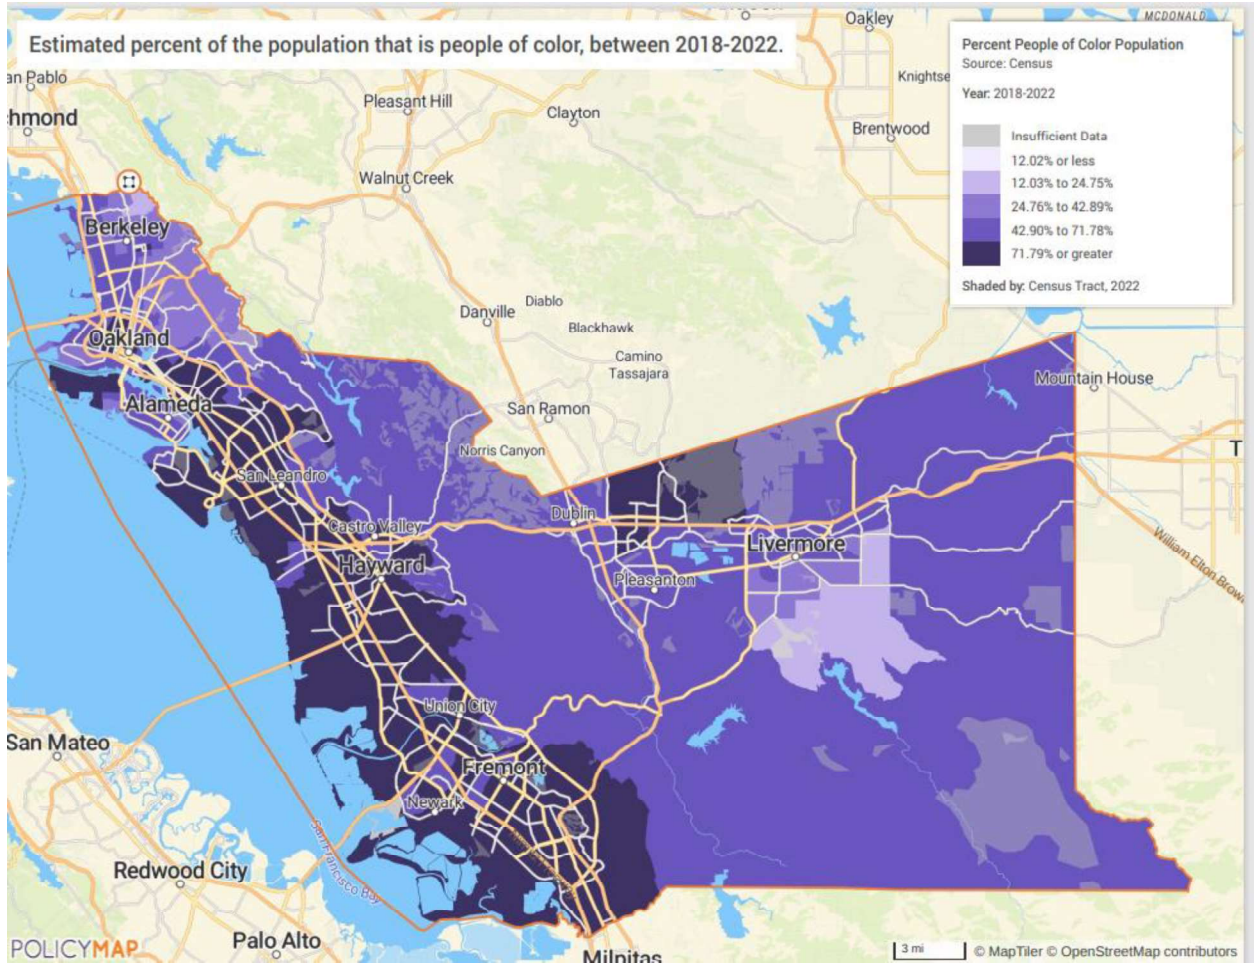 Estimated percent of the population that is people of color, between 2018-2022.
Oakley
MCDONALD
Percent People of Color Population
Source: Census
Year: 2018-2022
Insufficient Data
12.02% or less
12.03% to 24.75%
24.76% to 42.89%
42.90% to 71.78%
71.79% or greater
Shaded by: Census Tract, 2022
an Pablo
hmond
Pleasant Hill
Clayton
Knightse
Brentwood
Walnut Creek
Berkeley
Danville
Diablo
Blackhawk
Oakland
Camino
Tassajara
Mountain House
Alameda
San Ramon
Norris Canyon
T
San Leandro
Castro Valley
Dublin
Livermore
Hayward
Pleasanton
William Elton Brow
Union City
San Mateo
Fremont
Newark
San Francisco Bay
Redwood City
Palo Alto
Milpitas
POLICYMAP
3 mi
© MapTiler © OpenStreetMap contributors